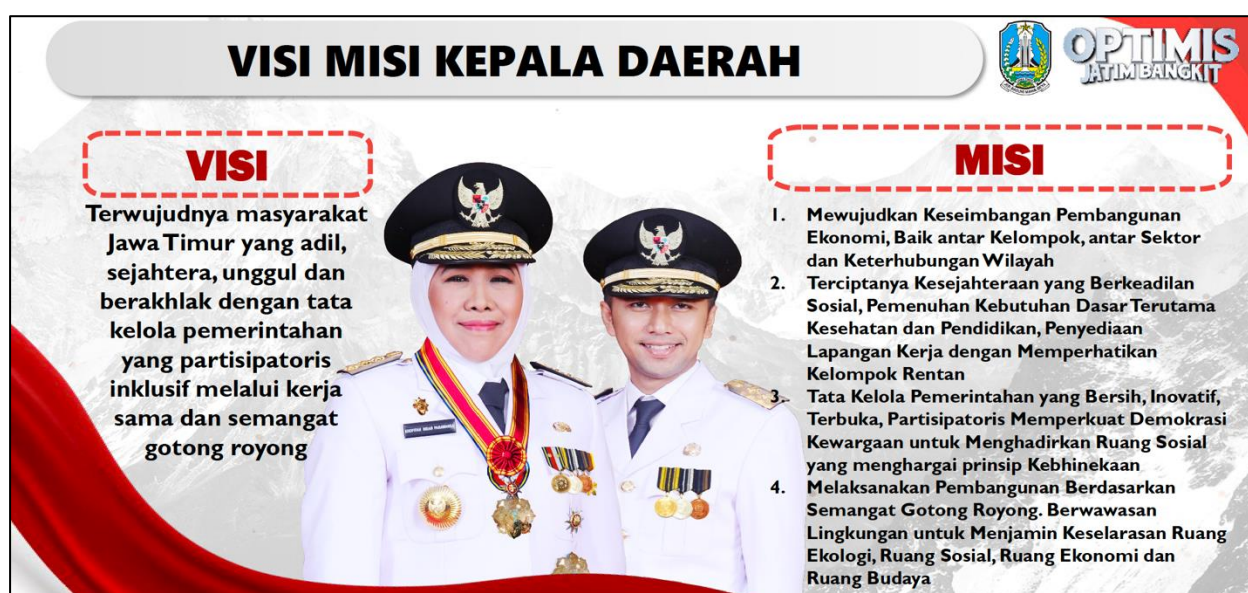 VISI MISI KEPALA DAERAH
OPTIMIS
JATIM BANGKIT
VISI
Terwujudnya masyarakat
Jawa Timur yang adil,
sejahtera, unggul dan
berakhlak dengan tata
kelola pemerintahan
yang partisipatoris
inklusif melalui kerja
sama dan semangat
gotong royong
MISI
1. Mewujudkan Keseimbangan Pembangunan
Ekonomi, Baik antar Kelompok, antar Sektor
dan Keterhubungan Wilayah
2. Terciptanya Kesejahteraan yang Berkeadilan
Sosial, Pemenuhan Kebutuhan Dasar Terutama
Kesehatan dan Pendidikan, Penyediaan
Lapangan Kerja dengan Memperhatikan
Kelompok Rentan
3. Tata Kelola Pemerintahan yang Bersih, Inovatif,
Terbuka, Partisipatoris Memperkuat Demokrasi
Kewargaan untuk Menghadirkan Ruang Sosial
yang menghargai prinsip Kebhinekaan
4. Melaksanakan Pembangunan Berdasarkan
Semangat Gotong Royong. Berwawasan
Lingkungan untuk Menjamin Keselarasan Ruang
Ekologi, Ruang Sosial, Ruang Ekonomi dan
Ruang Budaya